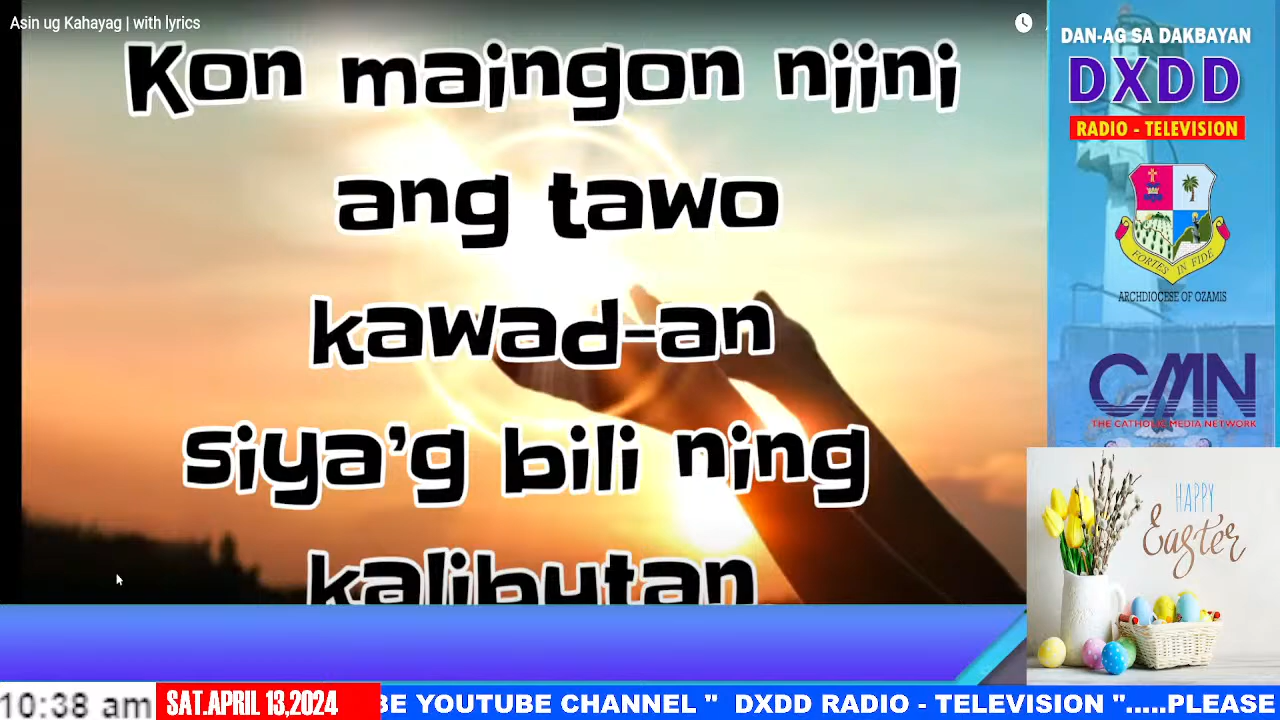 Asin ug Kahayag | with lyrics
Kon maingon niini
ang tawo
kawad-an
siya'g bili ning
kalibutan
DAN-AG SA DAKBAYAN
DXDD
RADIO - TELEVISION
FORTES IN FIDE
ARCHDIOCESE OF OZAMIS
CMN
THE CATHOLIC MEDIA NETWORK
HAPPY
Easter
10:38 am
SAT.APRIL 13,2024
BE YOUTUBE CHANNEL " DXDD RADIO - TELEVISION ".....PLEASE